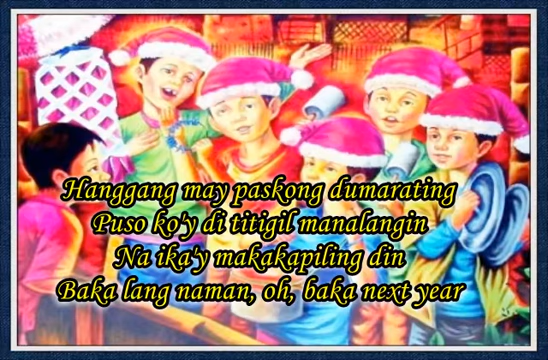 Hanggang may paskong dumarating
Puso ko'y di titigil manalangin
Na ika'y makakapiling din
Baka lang naman, oh, baka next year